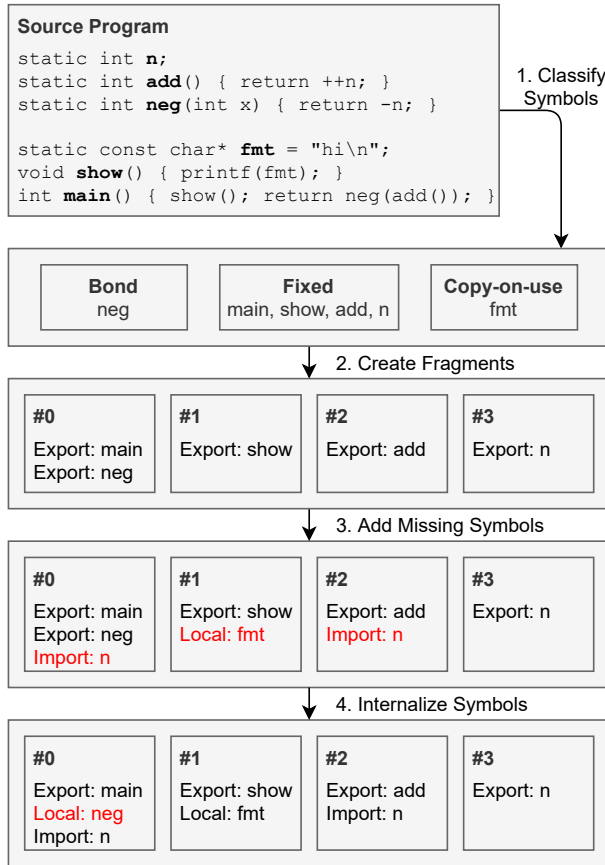 Source Program
static int n;
static int add() { return ++n; }
static int neg(int x) { return -n; }
static const char* fmt = "hi\n";
void show() { printf(fmt); }
int main() { show(); return neg(add()); }
1. Classify
Symbols
Bond
neg
Fixed
main, show, add, n
Copy-on-use
fmt
2. Create Fragments
#0
Export: main
Export: neg
#1
Export: show
#2
Export: add
#3
Export: n
3. Add Missing Symbols
#0
Export: main
Export: neg
Import: n
#1
Export: show
Local: fmt
#2
Export: add
Import: n
#3
Export: n
4. Internalize Symbols
#0
Export: main
Local: neg
Import: n
#1
Export: show
Local: fmt
#2
Export: add
Import: n
#3
Export: n